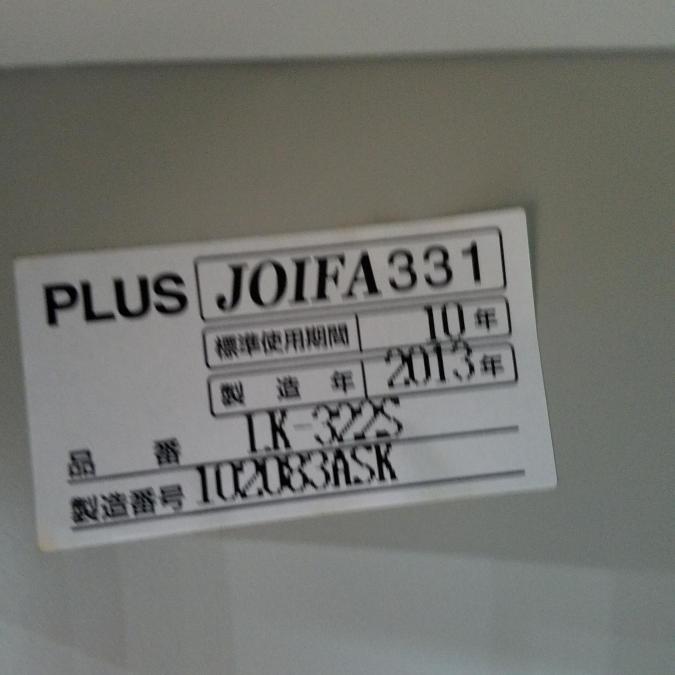 PLUS JOIFA331
標準使用期間 10年
製造年 2013年
品番 LK-322S
製造番号 102083ASK